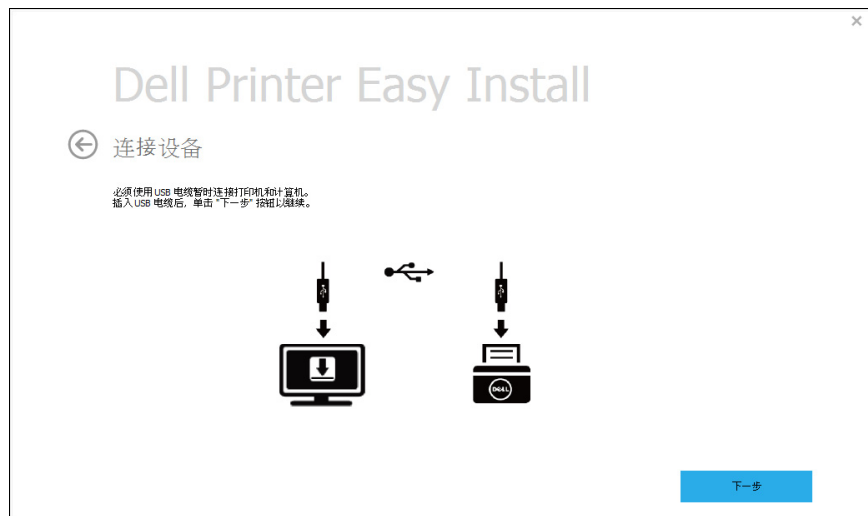 Dell Printer Easy Install
连接设备
必须使用 USB 电缆暂时连接打印机和计算机。
插入 USB 电缆后，单击 "下一步" 按钮以继续。
DELL
下一步